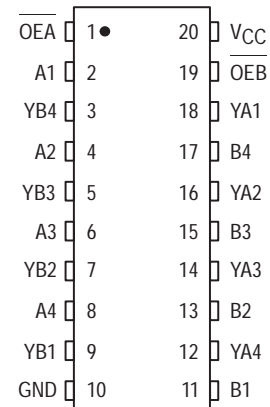 O̅E̅A̅ 1 20 VCC
A1 2 19 O̅E̅B̅
YB4 3 18 YA1
A2 4 17 B4
YB3 5 16 YA2
A3 6 15 B3
YB2 7 14 YA3
A4 8 13 B2
YB1 9 12 YA4
GND 10 11 B1